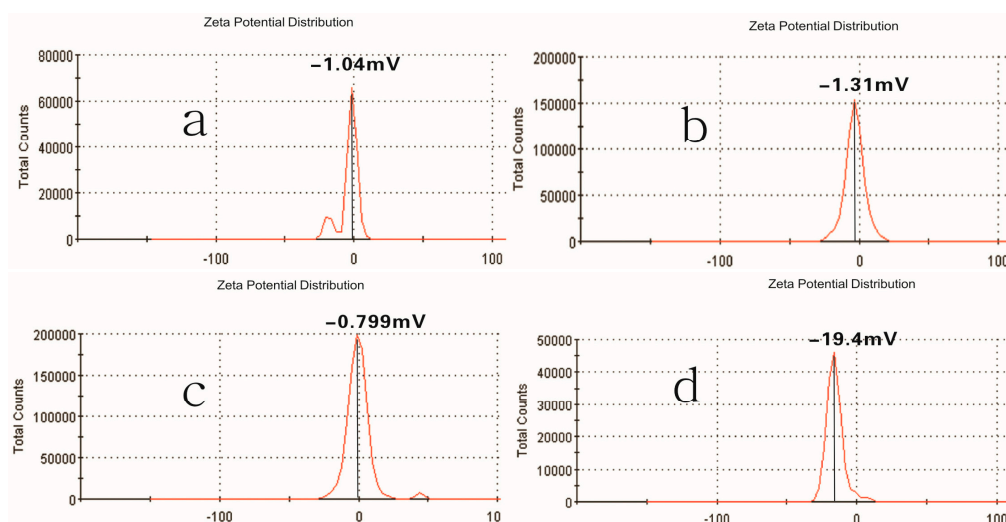 Zeta Potential Distribution
Total Counts
80000
60000
40000
20000
0
-100
0
100
−1.04mV
a
Zeta Potential Distribution
Total Counts
200000
150000
100000
50000
0
-100
0
100
−1.31mV
b
Zeta Potential Distribution
Total Counts
200000
150000
100000
50000
0
-100
0
10
−0.799mV
c
Zeta Potential Distribution
Total Counts
50000
40000
30000
20000
10000
0
-100
0
100
−19.4mV
d